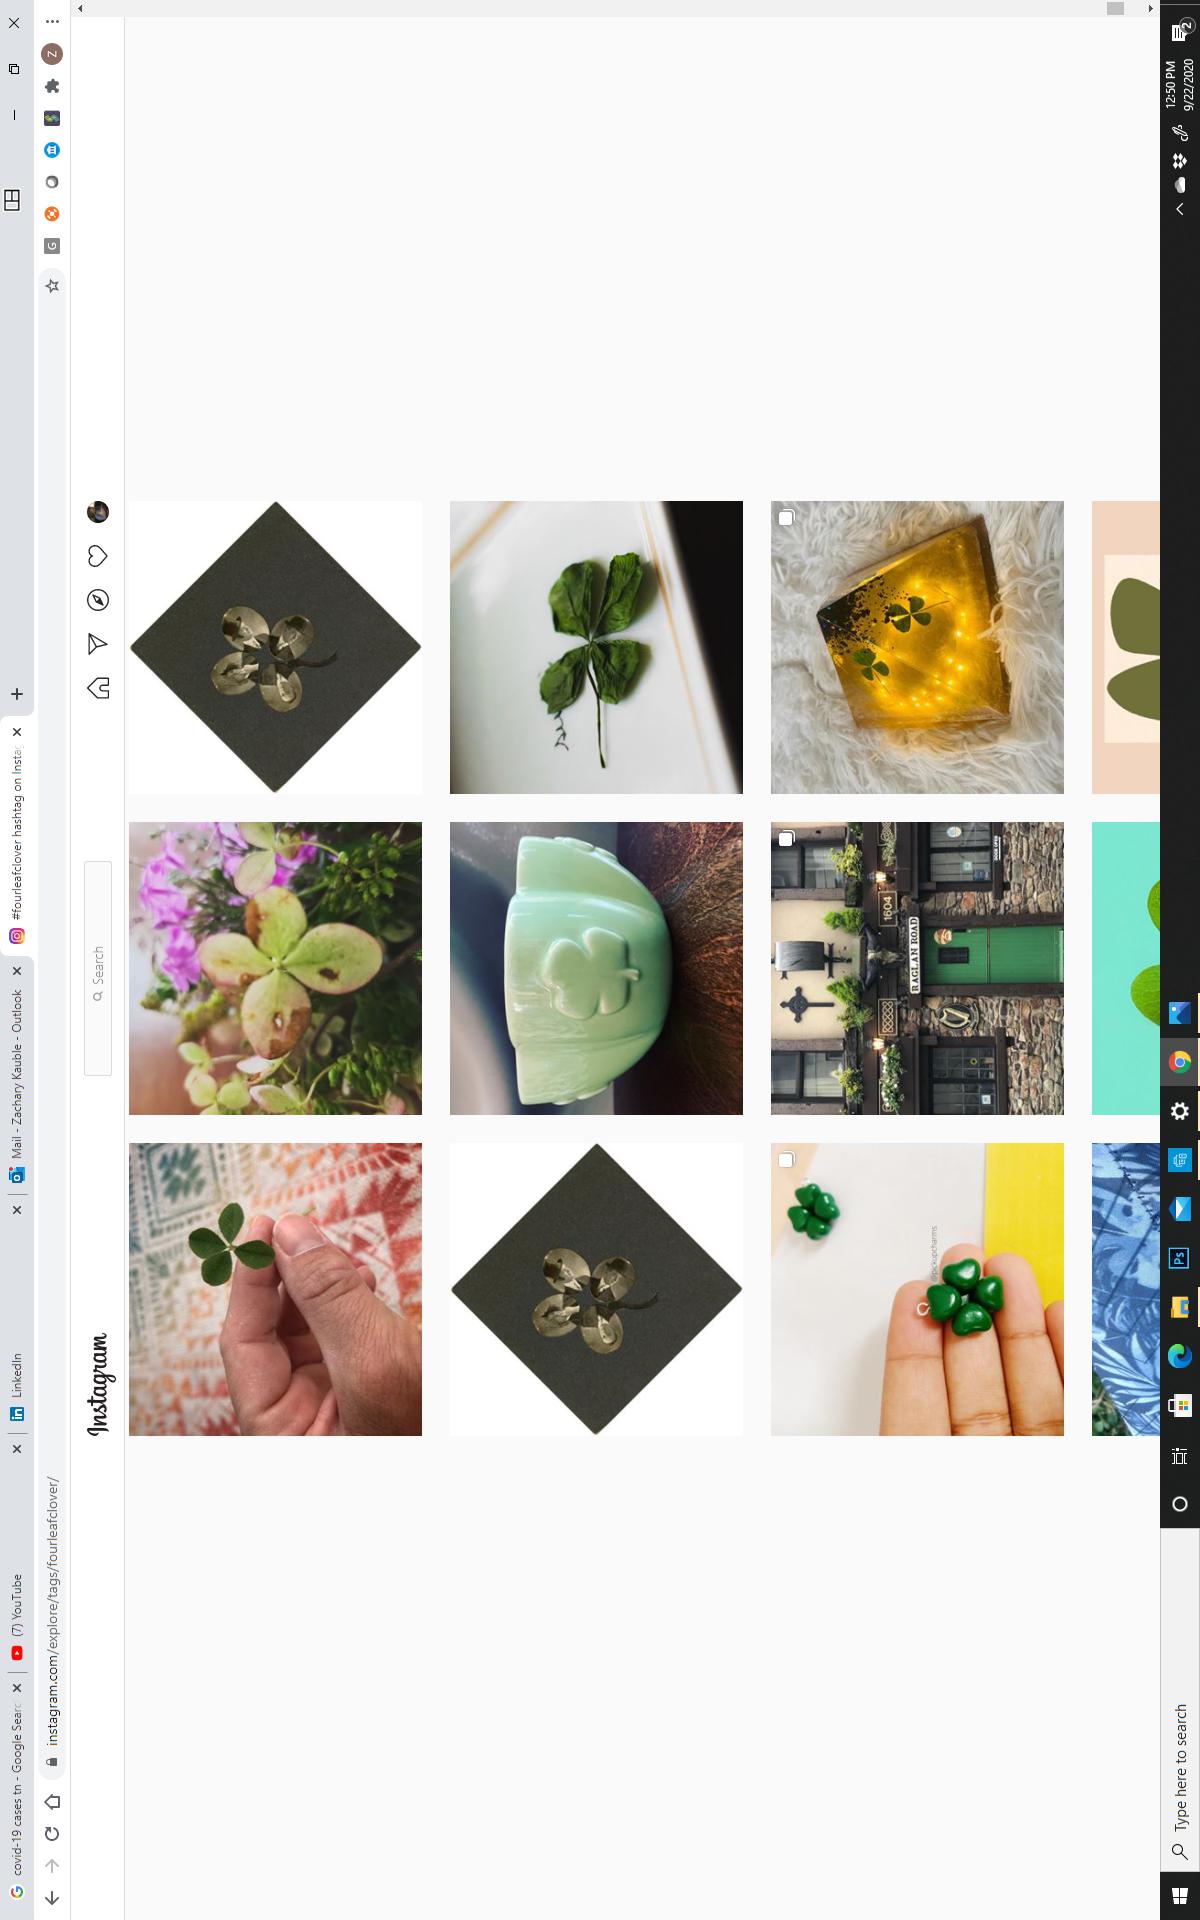 covid-19 cases tn - Google Searc
(7) YouTube
LinkedIn
Mail - Zachary Kauble - Outlook
#fourleafclover hashtag on Insta
instagram.com/explore/tags/fourleafclover/
G
Z
Instagram
Search
@pickupcharms
1604
RAGLAN ROAD
Type here to search
Ps
12:50 PM
9/22/2020
2